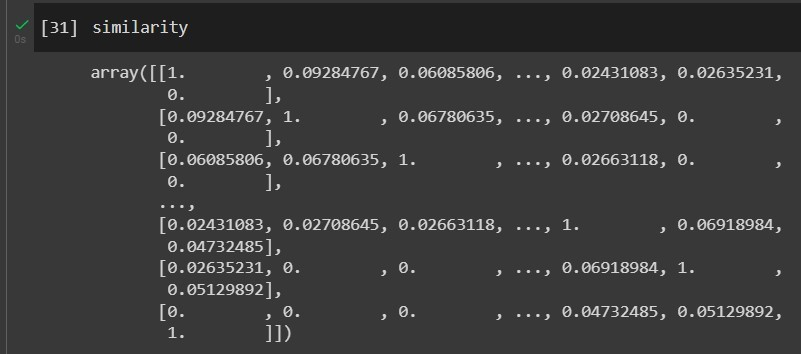 [31] similarity
0s
array([[1.        , 0.09284767, 0.06085806, ..., 0.02431083, 0.02635231,
        0.        ],
       [0.09284767, 1.        , 0.06780635, ..., 0.02708645, 0.        ,
        0.        ],
       [0.06085806, 0.06780635, 1.        , ..., 0.02663118, 0.        ,
        0.        ],
       ...,
       [0.02431083, 0.02708645, 0.02663118, ..., 1.        , 0.06918984,
        0.04732485],
       [0.02635231, 0.        , 0.        , ..., 0.06918984, 1.        ,
        0.05129892],
       [0.        , 0.        , 0.        , ..., 0.04732485, 0.05129892,
        1.        ]])